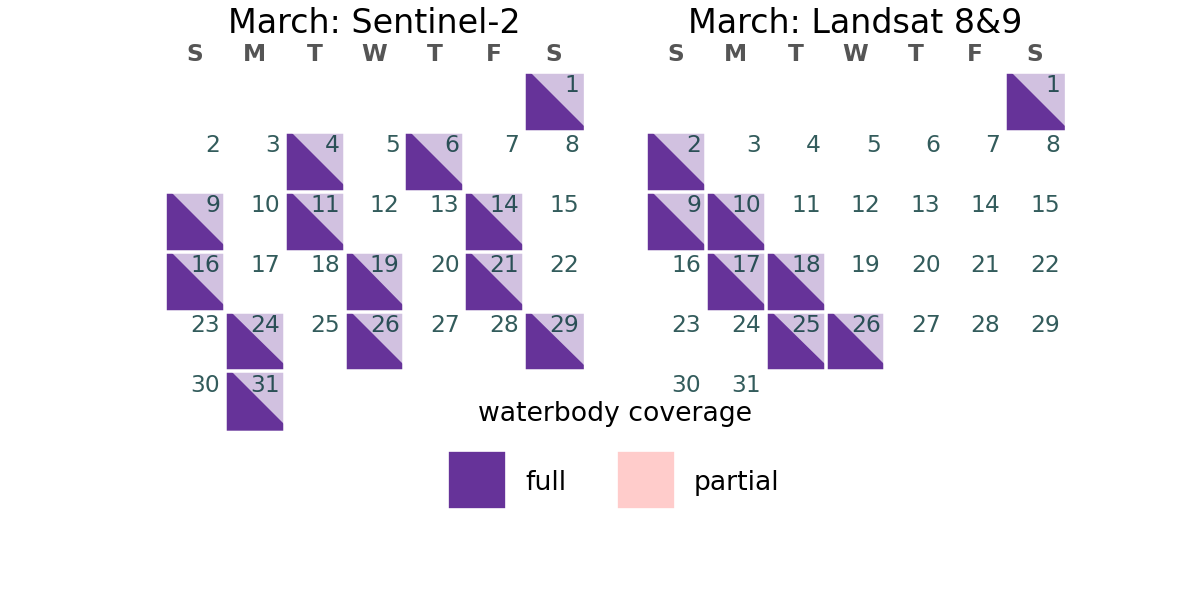 March: Sentinel-2
S M T W T F S
1
2 3 4 5 6 7 8
9 10 11 12 13 14 15
16 17 18 19 20 21 22
23 24 25 26 27 28 29
30 31
March: Landsat 8&9
S M T W T F S
1
2 3 4 5 6 7 8
9 10 11 12 13 14 15
16 17 18 19 20 21 22
23 24 25 26 27 28 29
30 31
waterbody coverage
full partial